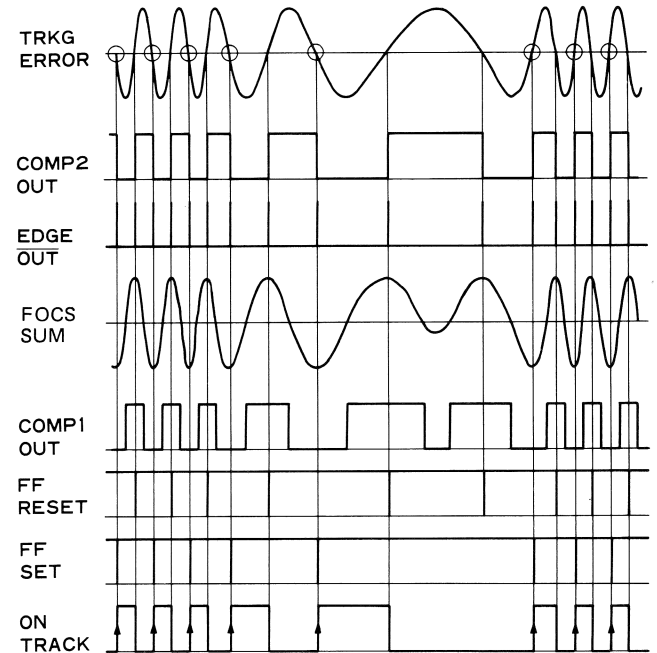 TRKG
ERROR
COMP2
OUT
EDGE
OUT
FOCS
SUM
COMP1
OUT
FF
RESET
FF
SET
ON
TRACK